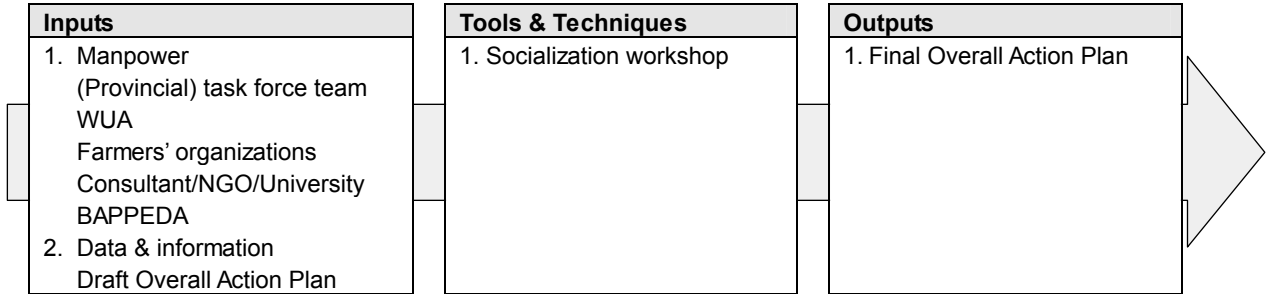 Inputs
1. Manpower
(Provincial) task force team
WUA
Farmers’ organizations
Consultant/NGO/University
BAPPEDA
2. Data & information
Draft Overall Action Plan
Tools & Techniques
1. Socialization workshop
Outputs
1. Final Overall Action Plan